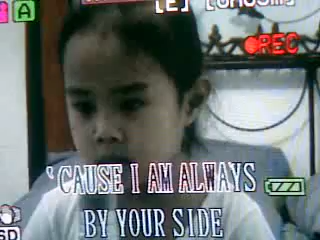 A [E] [
REC
'CAUSE I AM ALWAYS
BY YOUR SIDE
SD